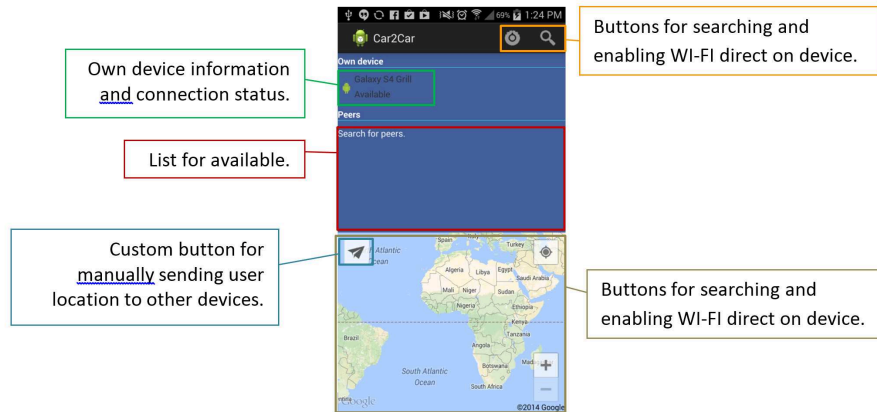 69% 1:24 PM
Car2Car
Own device
Galaxy S4 Grill
Available
Peers
Search for peers.
Own device information
and connection status.
List for available.
Custom button for
manually sending user
location to other devices.
Buttons for searching and
enabling WI-FI direct on device.
Buttons for searching and
enabling WI-FI direct on device.
Atlantic
Spain
Italy
Turkey
Algeria
Libya
Egypt
Saudi Arabia
Mali
Niger
Sudan
Nigeria
Ethiopia
Kenya
Tanzania
Brazil
Angola
Botswana
South Atlantic
Ocean
South Africa
Google
©2014 Google